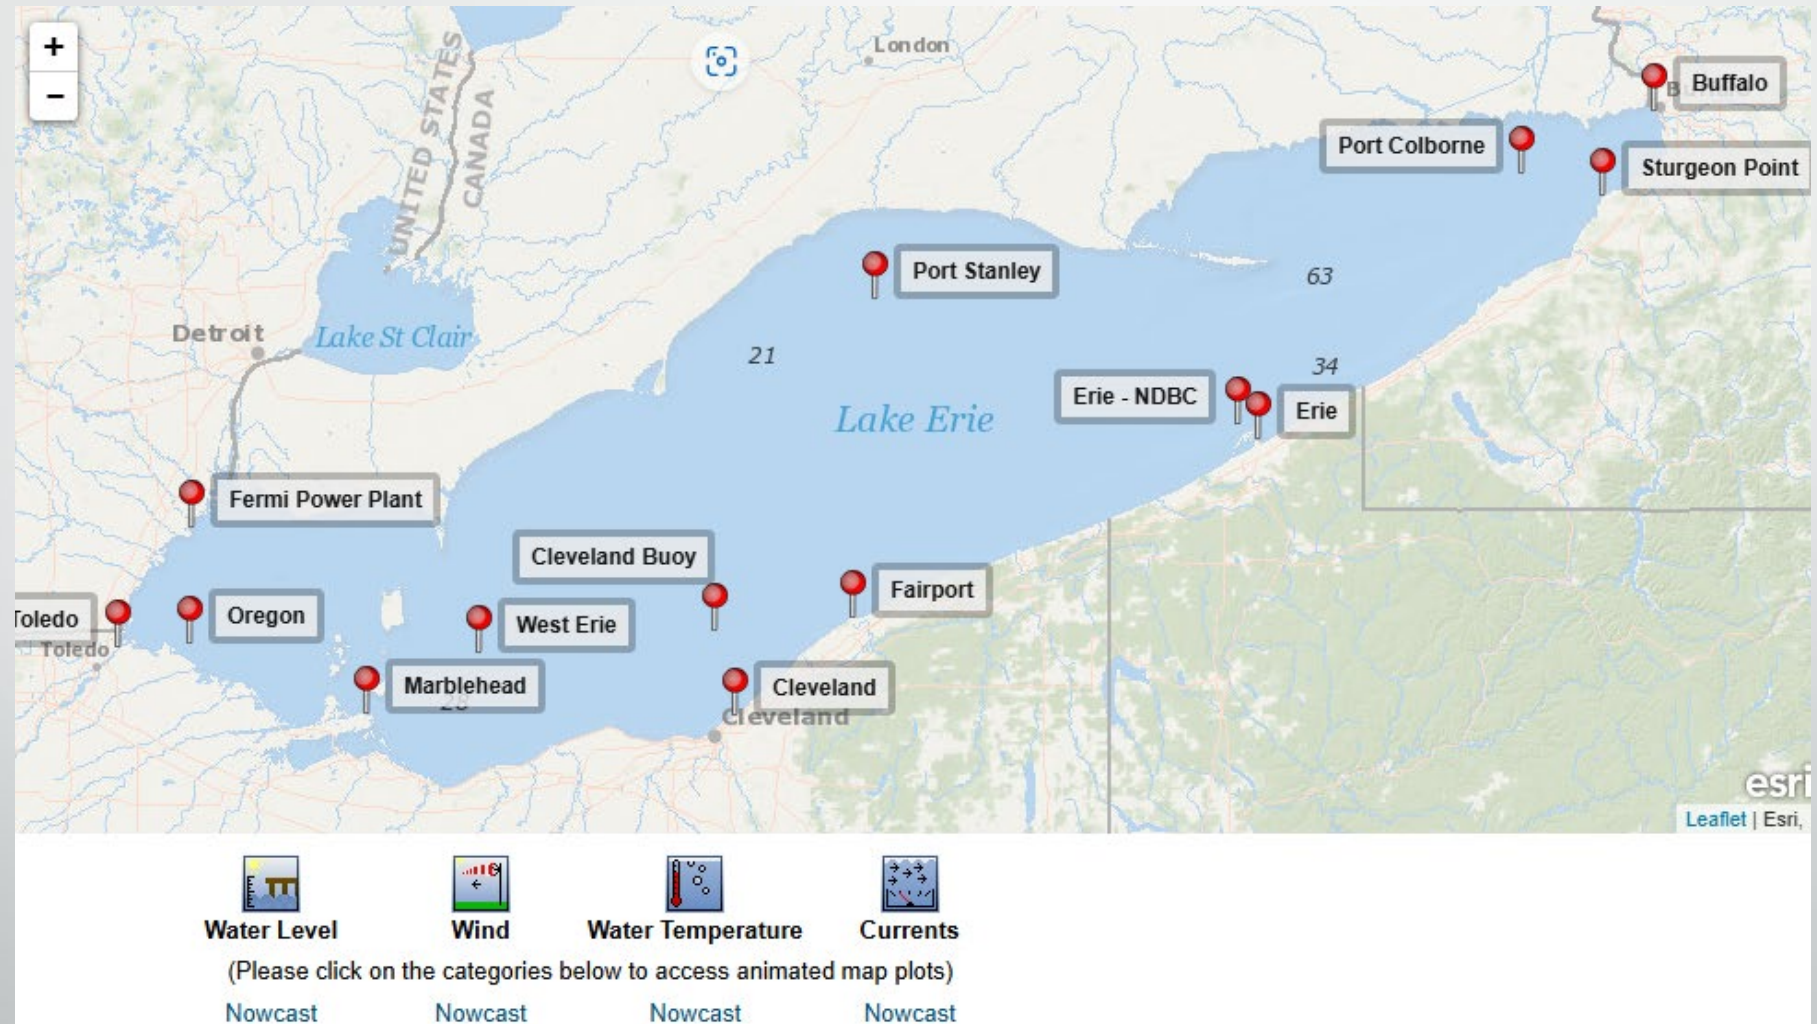 +
−
UNITED STATES
CANADA
London
Buffalo
Port Colborne
Sturgeon Point
Port Stanley
63
Detroit
Lake St Clair
21
34
Lake Erie
Erie - NDBC
Erie
Fermi Power Plant
Cleveland Buoy
Fairport
Toledo
Oregon
West Erie
Toledo
Marblehead
28
Cleveland
Cleveland
esri
Leaflet | Esri,
Water Level
Wind
Water Temperature
Currents
(Please click on the categories below to access animated map plots)
Nowcast
Nowcast
Nowcast
Nowcast